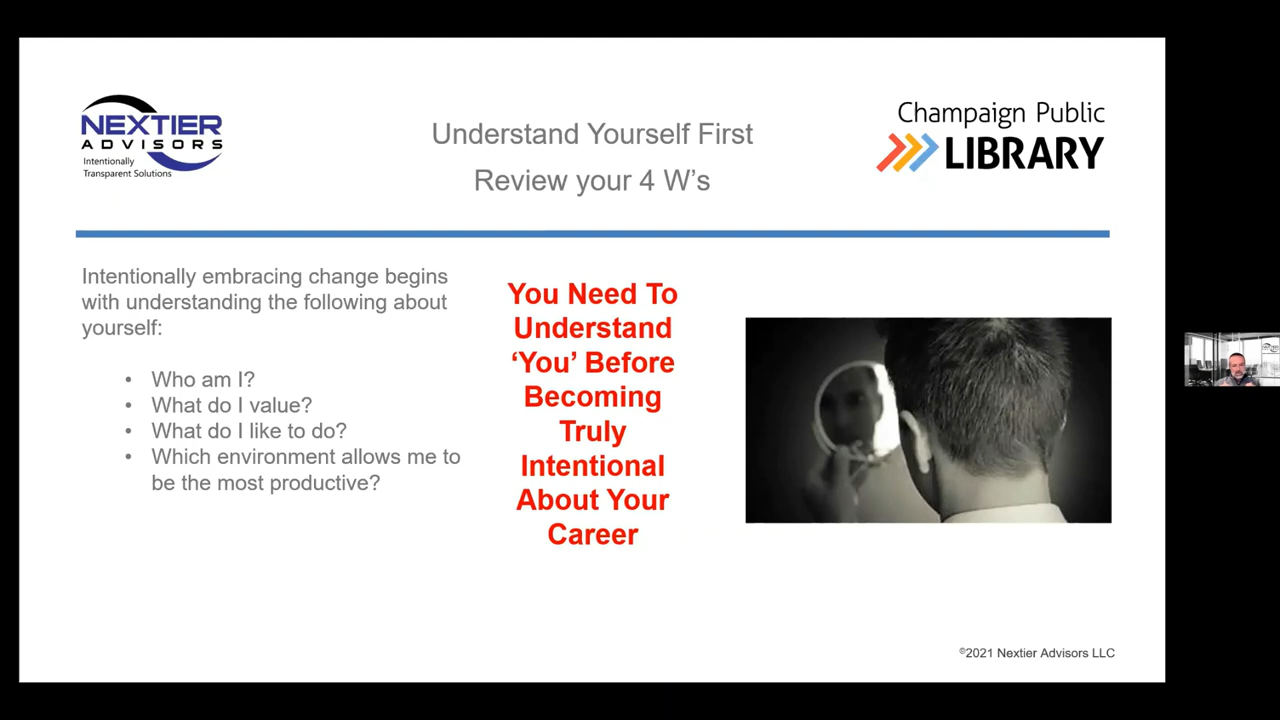 NEXTIER
ADVISORS
Intentionally
Transparent Solutions
Understand Yourself First
Review your 4 W's
Champaign Public
LIBRARY
Intentionally embracing change begins
with understanding the following about
yourself:
• Who am I?
• What do I value?
• What do I like to do?
• Which environment allows me to
be the most productive?
You Need To
Understand
‘You’ Before
Becoming
Truly
Intentional
About Your
Career
©2021 Nextier Advisors LLC
NEXTIER